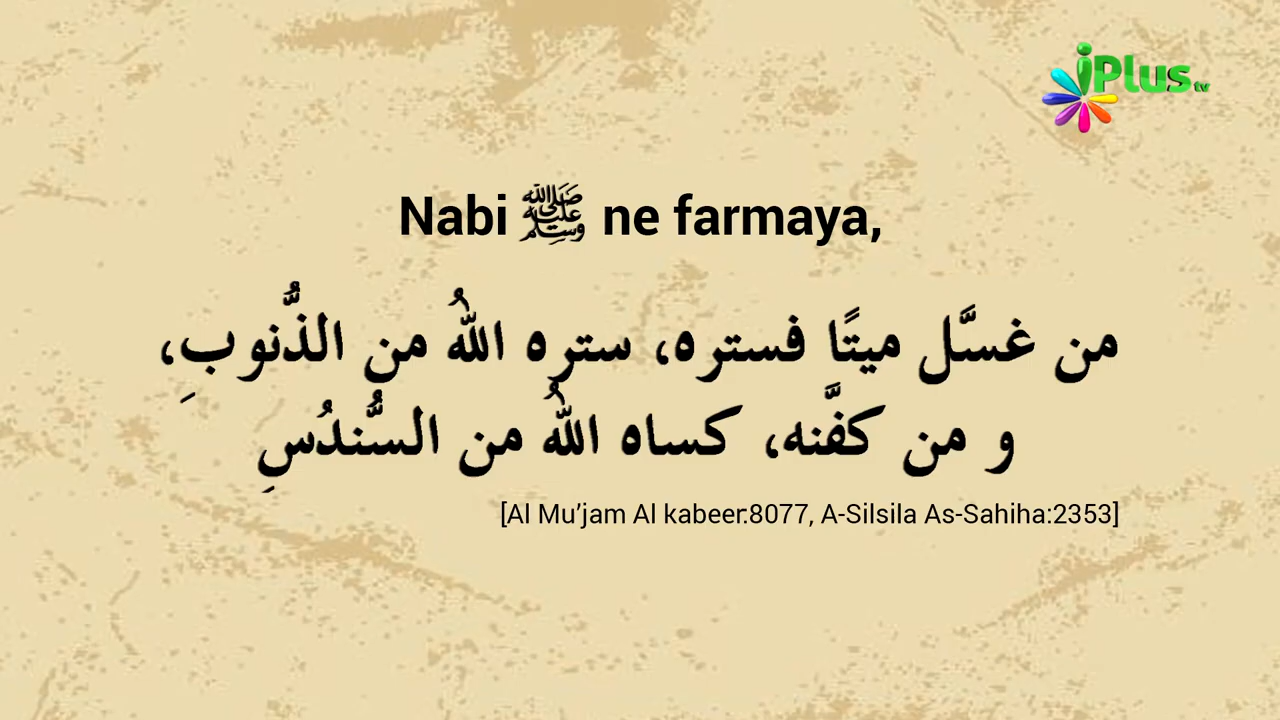 iPlus tv
Nabi ﷺ ne farmaya,
من غسَّل ميتًا فستره، ستره اللهُ من الذُّنوبِ،
و من كفَّنه، كساه اللهُ من السُّندُسِ
[Al Mu’jam Al kabeer:8077, A-Silsila As-Sahiha:2353]